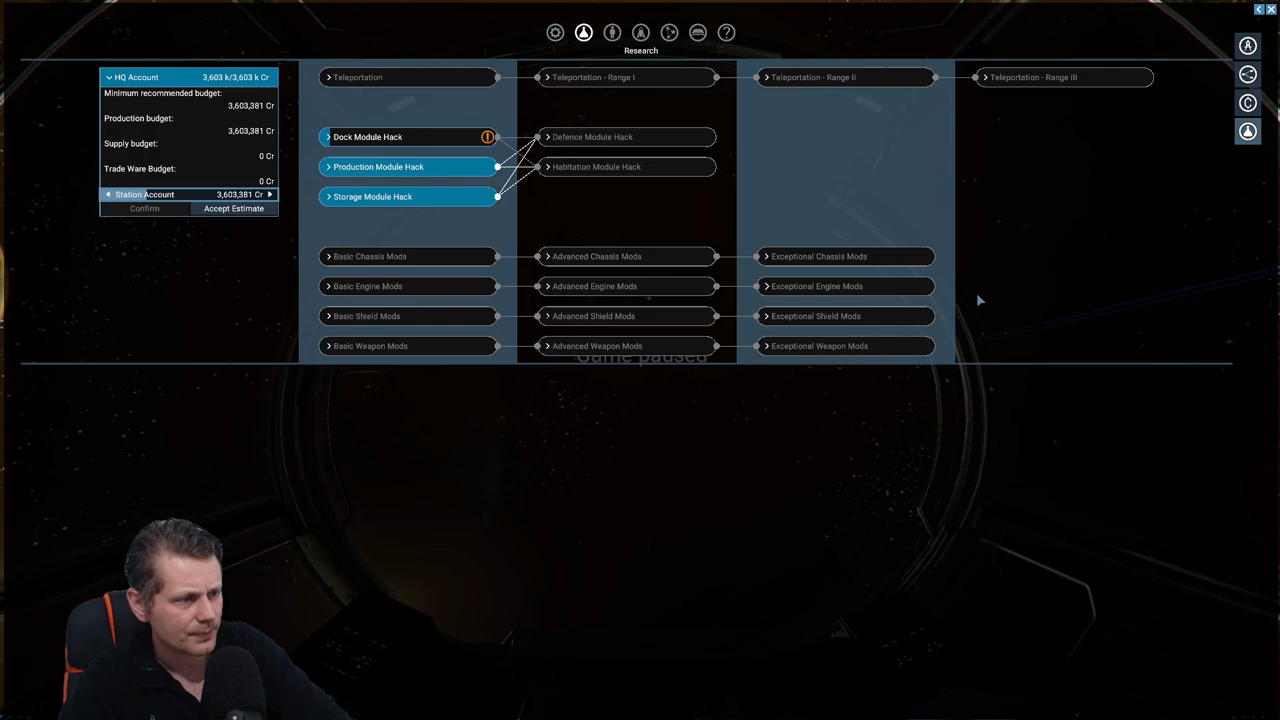 Research
HQ Account 3,603 k/3,603 k Cr
Minimum recommended budget:
3,603,381 Cr
Production budget:
3,603,381 Cr
Supply budget:
0 Cr
Trade Ware Budget:
0 Cr
Station Account 3,603,381 Cr
Confirm Accept Estimate
Teleportation Teleportation - Range I Teleportation - Range II Teleportation - Range III
Dock Module Hack Defence Module Hack
Production Module Hack Habitation Module Hack
Storage Module Hack
Basic Chassis Mods Advanced Chassis Mods Exceptional Chassis Mods
Basic Engine Mods Advanced Engine Mods Exceptional Engine Mods
Basic Shield Mods Advanced Shield Mods Exceptional Shield Mods
Basic Weapon Mods Advanced Weapon Mods Exceptional Weapon Mods
Game paused